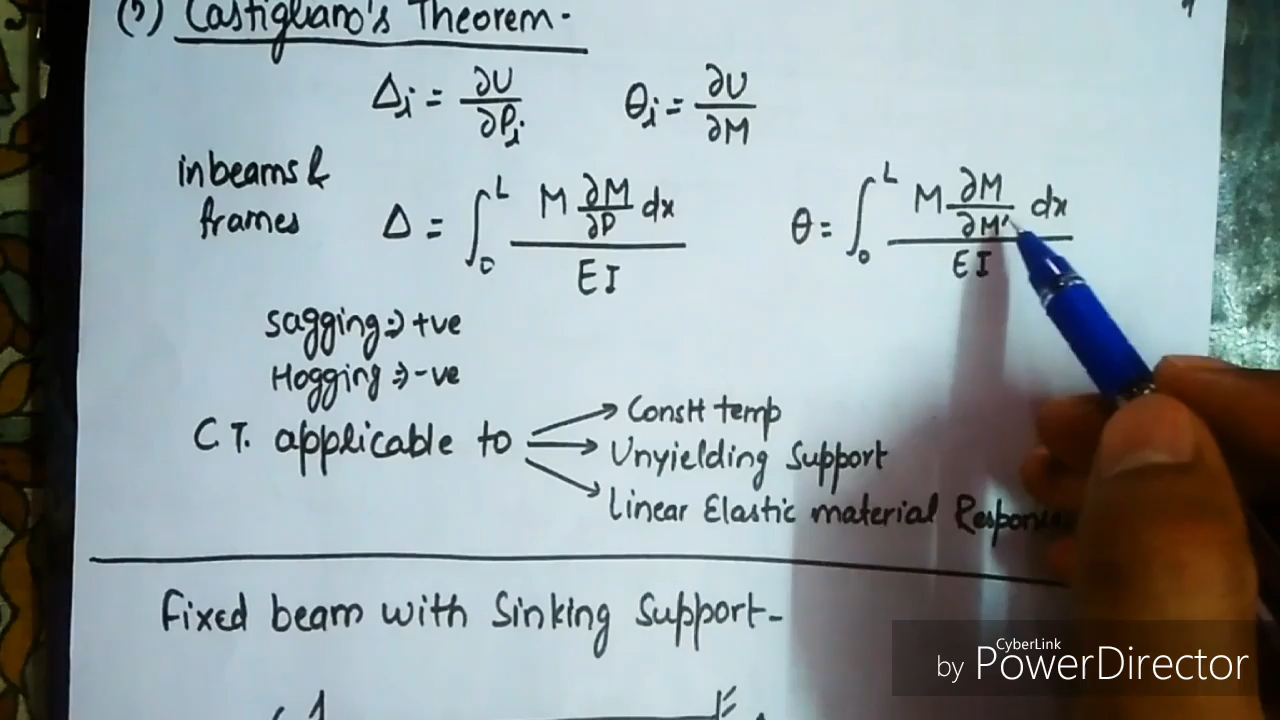 (5) Castigliano's Theorem-
Δi = ∂U/∂Pi θi = ∂U/∂M
in beams &
frames Δ = ∫₀ᴸ M ∂M/∂P dx / EI θ = ∫₀ᴸ M ∂M/∂M' dx / EI
Sagging ⇒ +ve
Hogging ⇒ -ve
C.T. applicable to → Constt temp
→ Unyielding Support
→ Linear Elastic material Response
Fixed beam with Sinking Support-
CyberLink
by PowerDirector